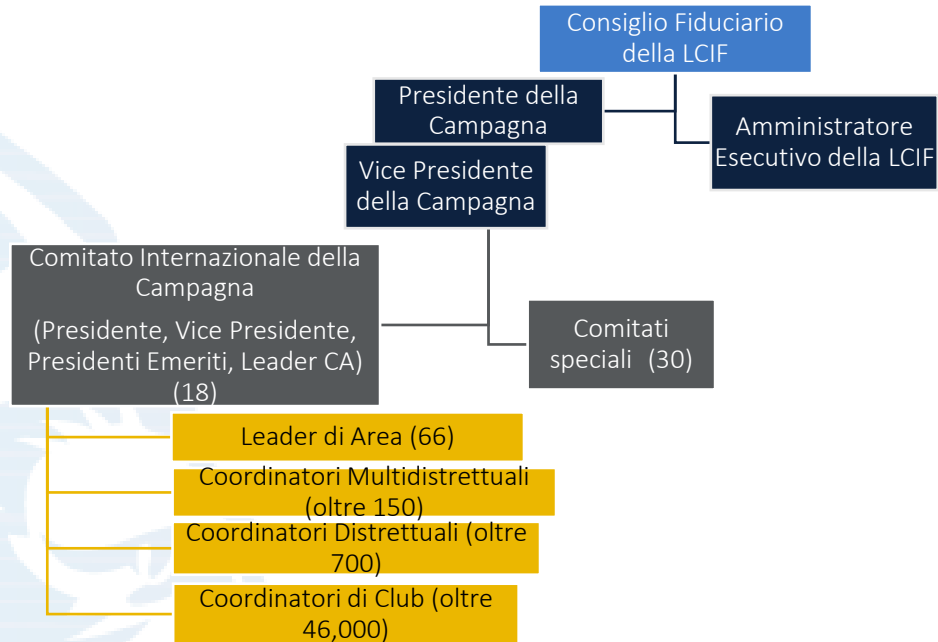 Consiglio Fiduciario
della LCIF
Presidente della
Campagna
Amministratore
Esecutivo della LCIF
Vice Presidente
della Campagna
Comitato Internazionale della
Campagna
(Presidente, Vice Presidente,
Presidenti Emeriti, Leader CA)
(18)
Comitati
speciali (30)
Leader di Area (66)
Coordinatori Multidistrettuali
(oltre 150)
Coordinatori Distrettuali (oltre
700)
Coordinatori di Club (oltre
46,000)